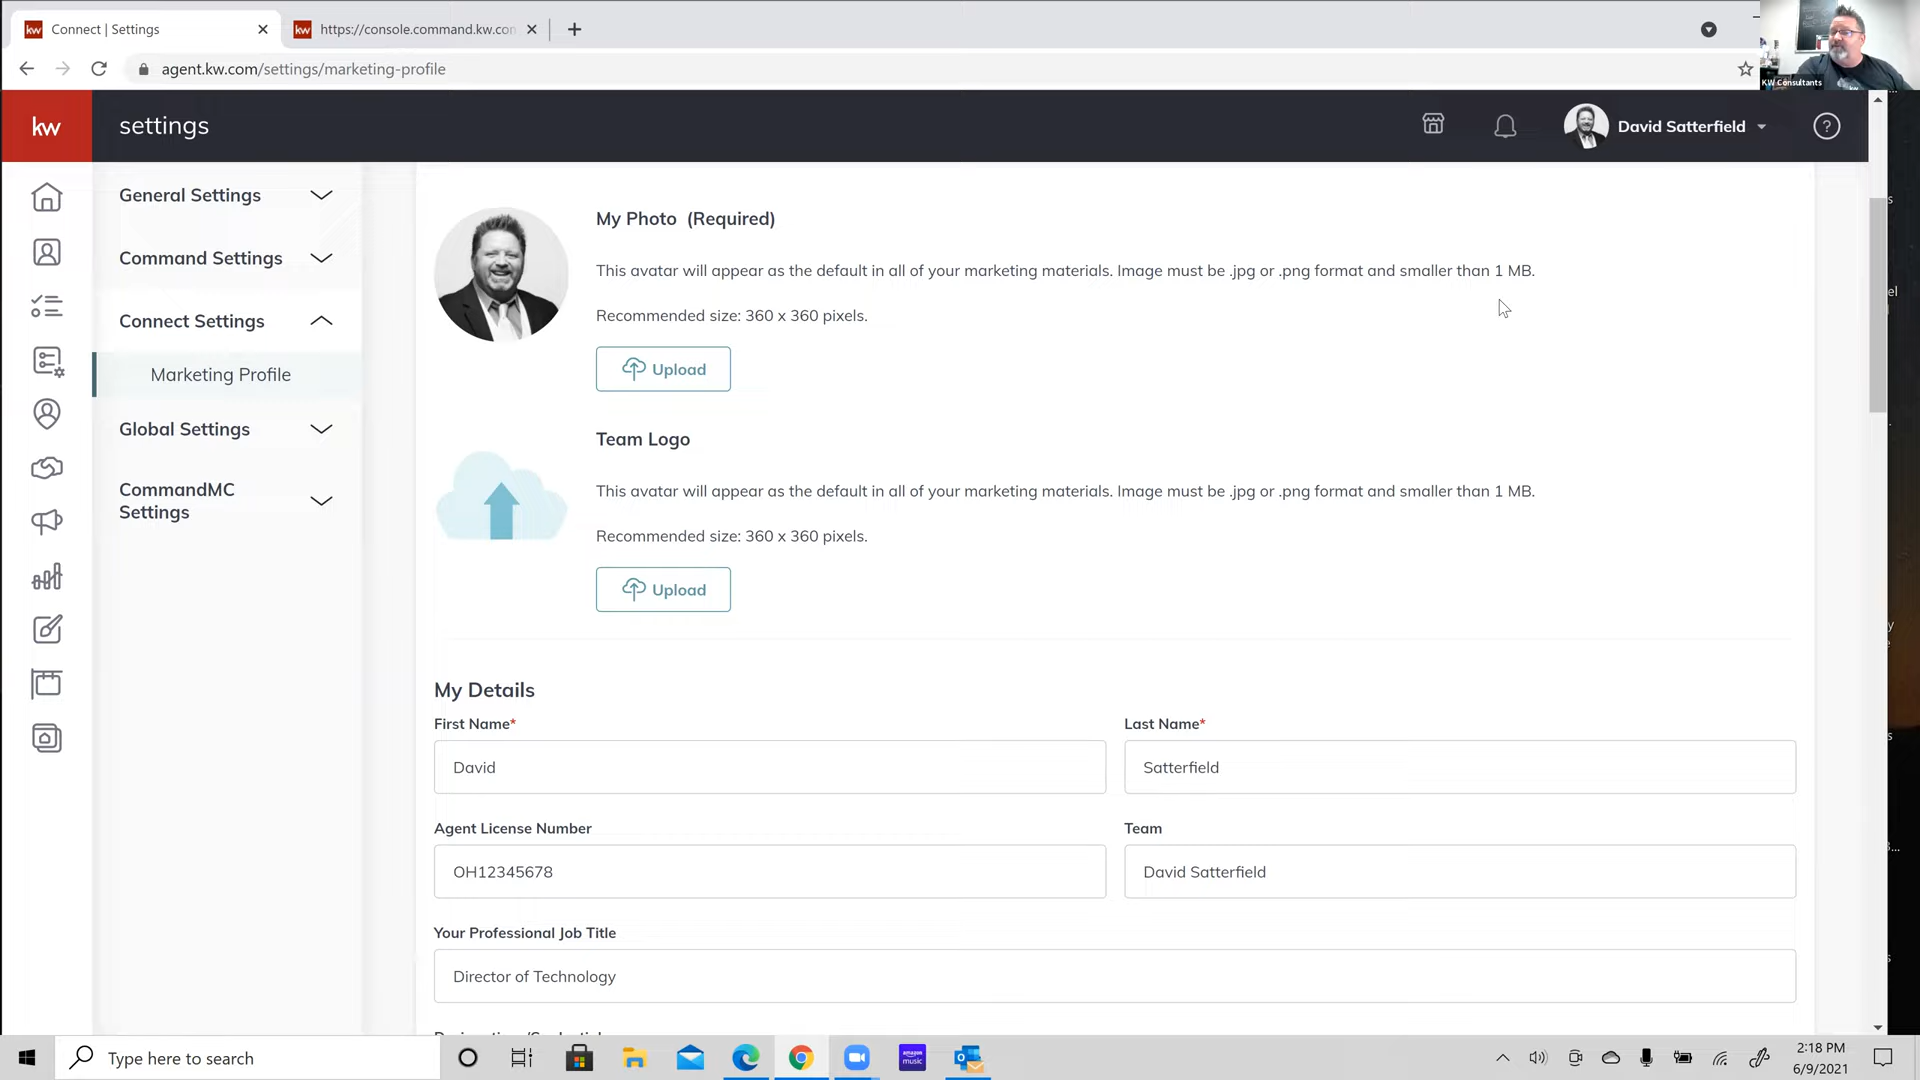 kw Connect | Settings
kw https://console.command.kw.con
agent.kw.com/settings/marketing-profile
KW Consultants
kw settings
David Satterfield
General Settings
Command Settings
Connect Settings
Marketing Profile
Global Settings
CommandMC
Settings
My Photo (Required)
This avatar will appear as the default in all of your marketing materials. Image must be .jpg or .png format and smaller than 1 MB.
Recommended size: 360 x 360 pixels.
Upload
Team Logo
This avatar will appear as the default in all of your marketing materials. Image must be .jpg or .png format and smaller than 1 MB.
Recommended size: 360 x 360 pixels.
Upload
My Details
First Name*
David
Last Name*
Satterfield
Agent License Number
OH12345678
Team
David Satterfield
Your Professional Job Title
Director of Technology
Type here to search
amazon
music
2:18 PM
6/9/2021